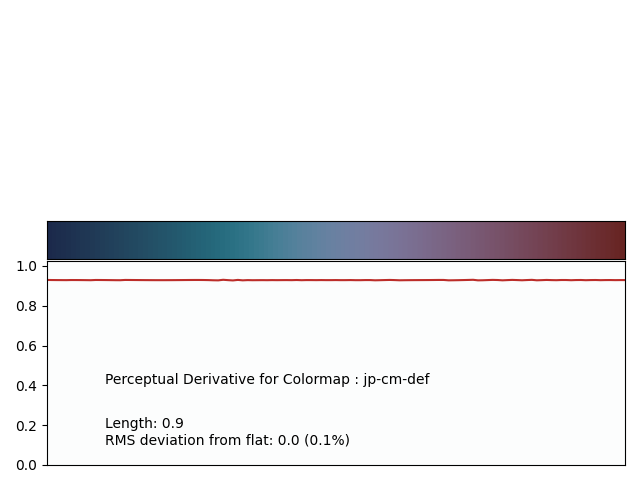 1.0
0.8
0.6
0.4
0.2
0.0
Perceptual Derivative for Colormap : jp-cm-def
Length: 0.9
RMS deviation from flat: 0.0 (0.1%)